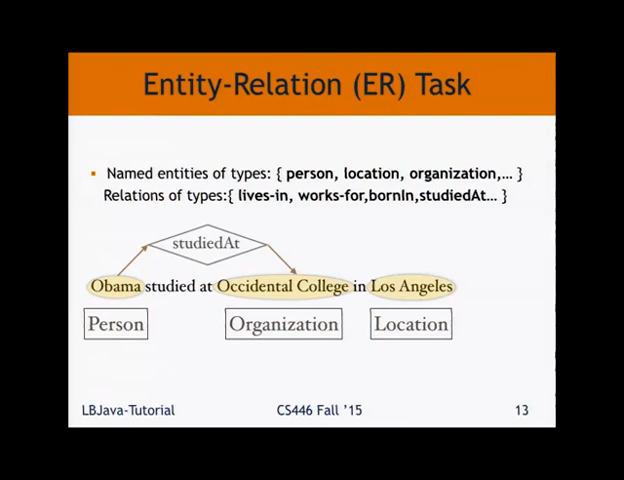 Entity-Relation (ER) Task
Named entities of types: { person, location, organization,… }
Relations of types:{ lives-in, works-for,bornIn,studiedAt… }
studiedAt
Obama studied at Occidental College in Los Angeles
Person Organization Location
LBJava-Tutorial CS446 Fall ’15 13